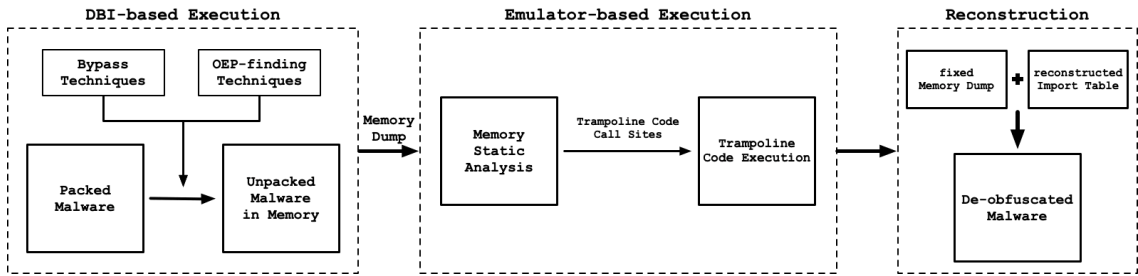 DBI-based Execution
Bypass
Techniques
OEP-finding
Techniques
Packed
Malware
Unpacked
Malware
in Memory
Memory
Dump
Emulator-based Execution
Memory
Static
Analysis
Trampoline Code
Call Sites
Trampoline
Code Execution
Reconstruction
fixed
Memory Dump
+
reconstructed
Import Table
De-obfuscated
Malware